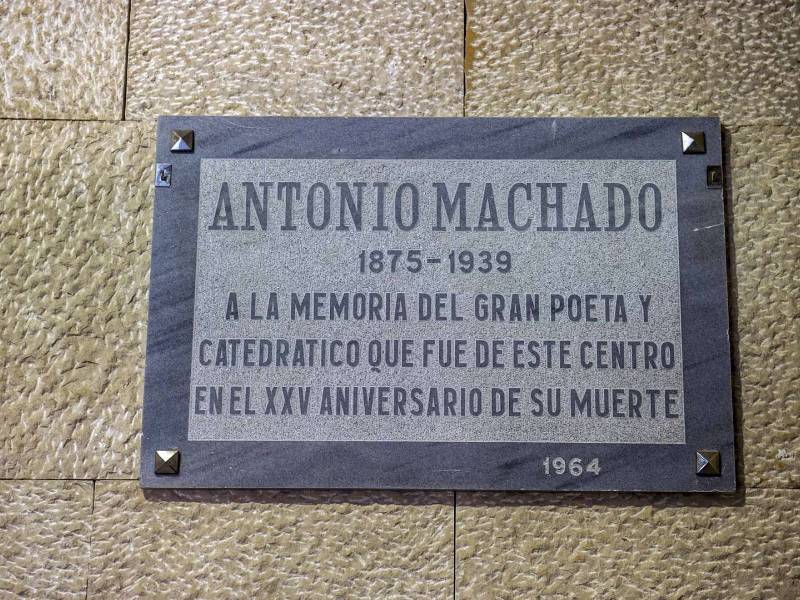 ANTONIO MACHADO
1875-1939
A LA MEMORIA DEL GRAN POETA Y
CATEDRATICO QUE FUE DE ESTE CENTRO
EN EL XXV ANIVERSARIO DE SU MUERTE
1964